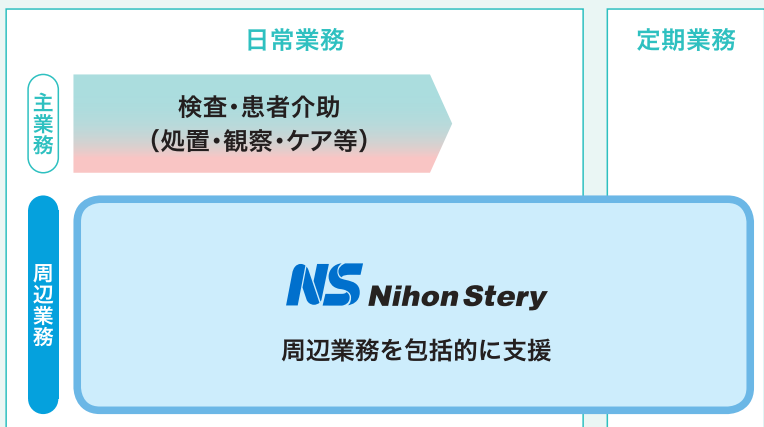 日常業務
定期業務
主業務
検査・患者介助
（処置・観察・ケア等）
周辺業務
NS Nihon Stery
周辺業務を包括的に支援